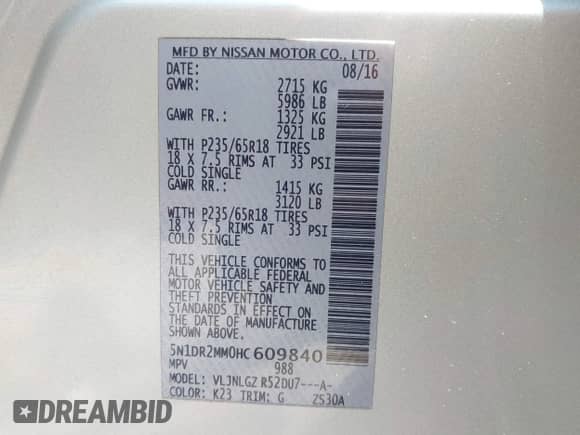 MFD BY NISSAN MOTOR CO., LTD.
DATE: 08/16
GVWR: 2715 KG
5986 LB
GAWR FR.: 1325 KG
2921 LB
WITH P235/65R18 TIRES
18 X 7.5 RIMS AT 33 PSI
COLD SINGLE
GAWR RR.: 1415 KG
3120 LB
WITH P235/65R18 TIRES
18 X 7.5 RIMS AT 33 PSI
COLD SINGLE
THIS VEHICLE CONFORMS TO
ALL APPLICABLE FEDERAL
MOTOR VEHICLE SAFETY AND
THEFT PREVENTION
STANDARDS IN EFFECT ON
THE DATE OF MANUFACTURE
SHOWN ABOVE.
5N1DR2MM0HC609840
MPV 988
MODEL: VLJNLGZ R52DU7---A-
COLOR: K23 TRIM: G 2S30A
DREAMBID